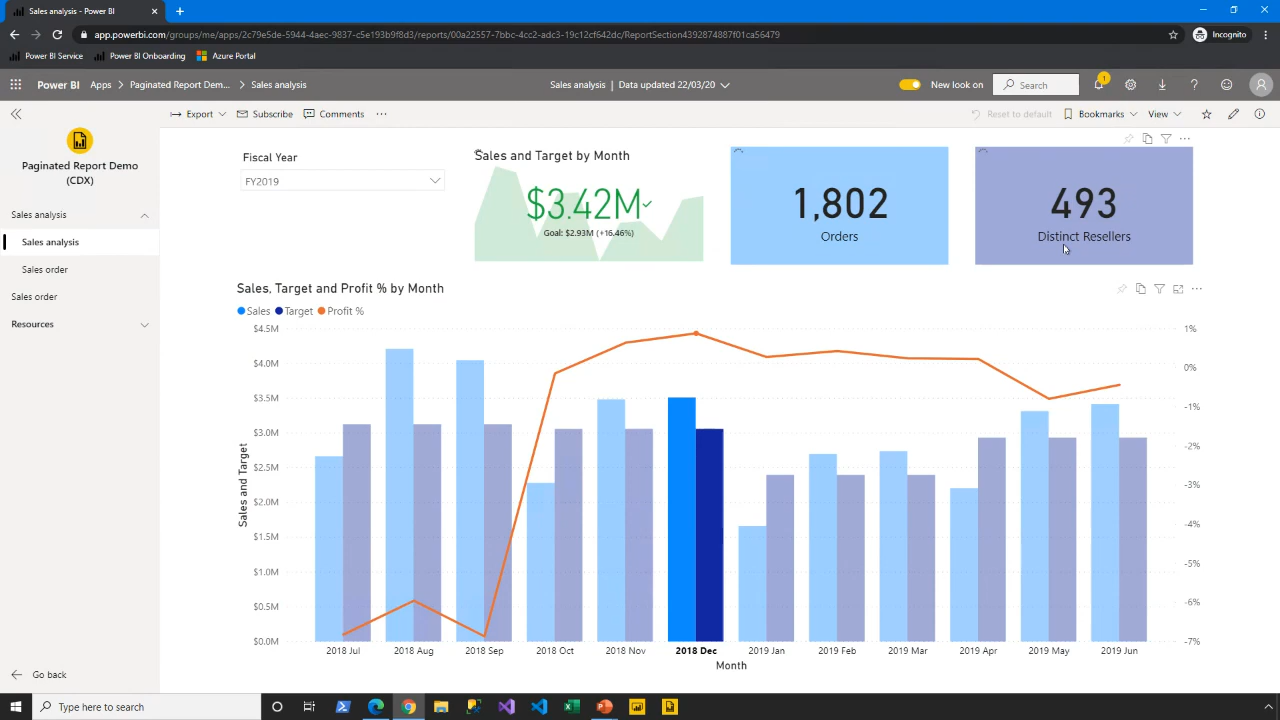 Sales analysis - Power BI
app.powerbi.com/groups/me/apps/2c79e5de-5944-4aec-9837-c5e193b9f8d3/reports/00a22557-7bbc-4cc2-adc3-19c12cf642dc/ReportSection4392874887f01ca56479
Incognito
Power BI Service
Power BI Onboarding
Azure Portal
Power BI
Apps
Paginated Report Dem...
Sales analysis
Sales analysis | Data updated 22/03/20
New look on
Search
1
Export
Subscribe
Comments
Reset to default
Bookmarks
View
Paginated Report Demo
(CDX)
Sales analysis
Sales analysis
Sales order
Sales order
Resources
Go back
Fiscal Year
FY2019
Sales and Target by Month
$3.42M
Goal: $2.93M (+16.46%)
1,802
Orders
493
Distinct Resellers
Sales, Target and Profit % by Month
Sales Target Profit %
$4.5M
$4.0M
$3.5M
$3.0M
$2.5M
$2.0M
$1.5M
$1.0M
$0.5M
$0.0M
Sales and Target
1%
0%
-1%
-2%
-3%
-4%
-5%
-6%
-7%
2018 Jul
2018 Aug
2018 Sep
2018 Oct
2018 Nov
2018 Dec
2019 Jan
2019 Feb
2019 Mar
2019 Apr
2019 May
2019 Jun
Month
Type here to search